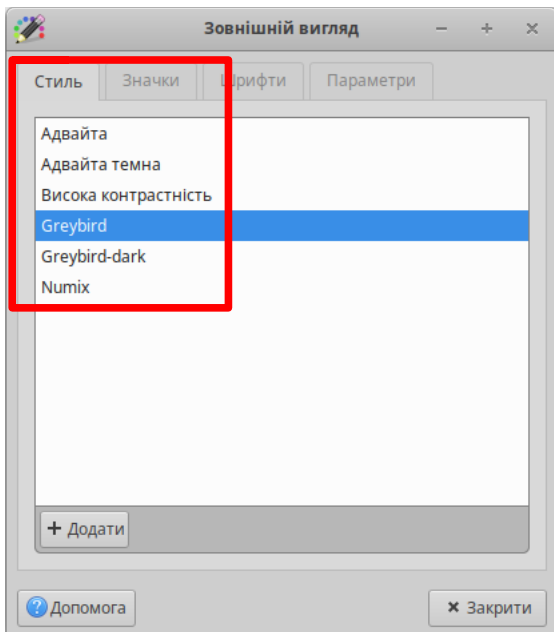 Зовнішній вигляд
Стиль Значки Шрифти Параметри
Адвайта
Адвайта темна
Висока контрастність
Greybird
Greybird-dark
Numix
Додати
Допомога Закрити